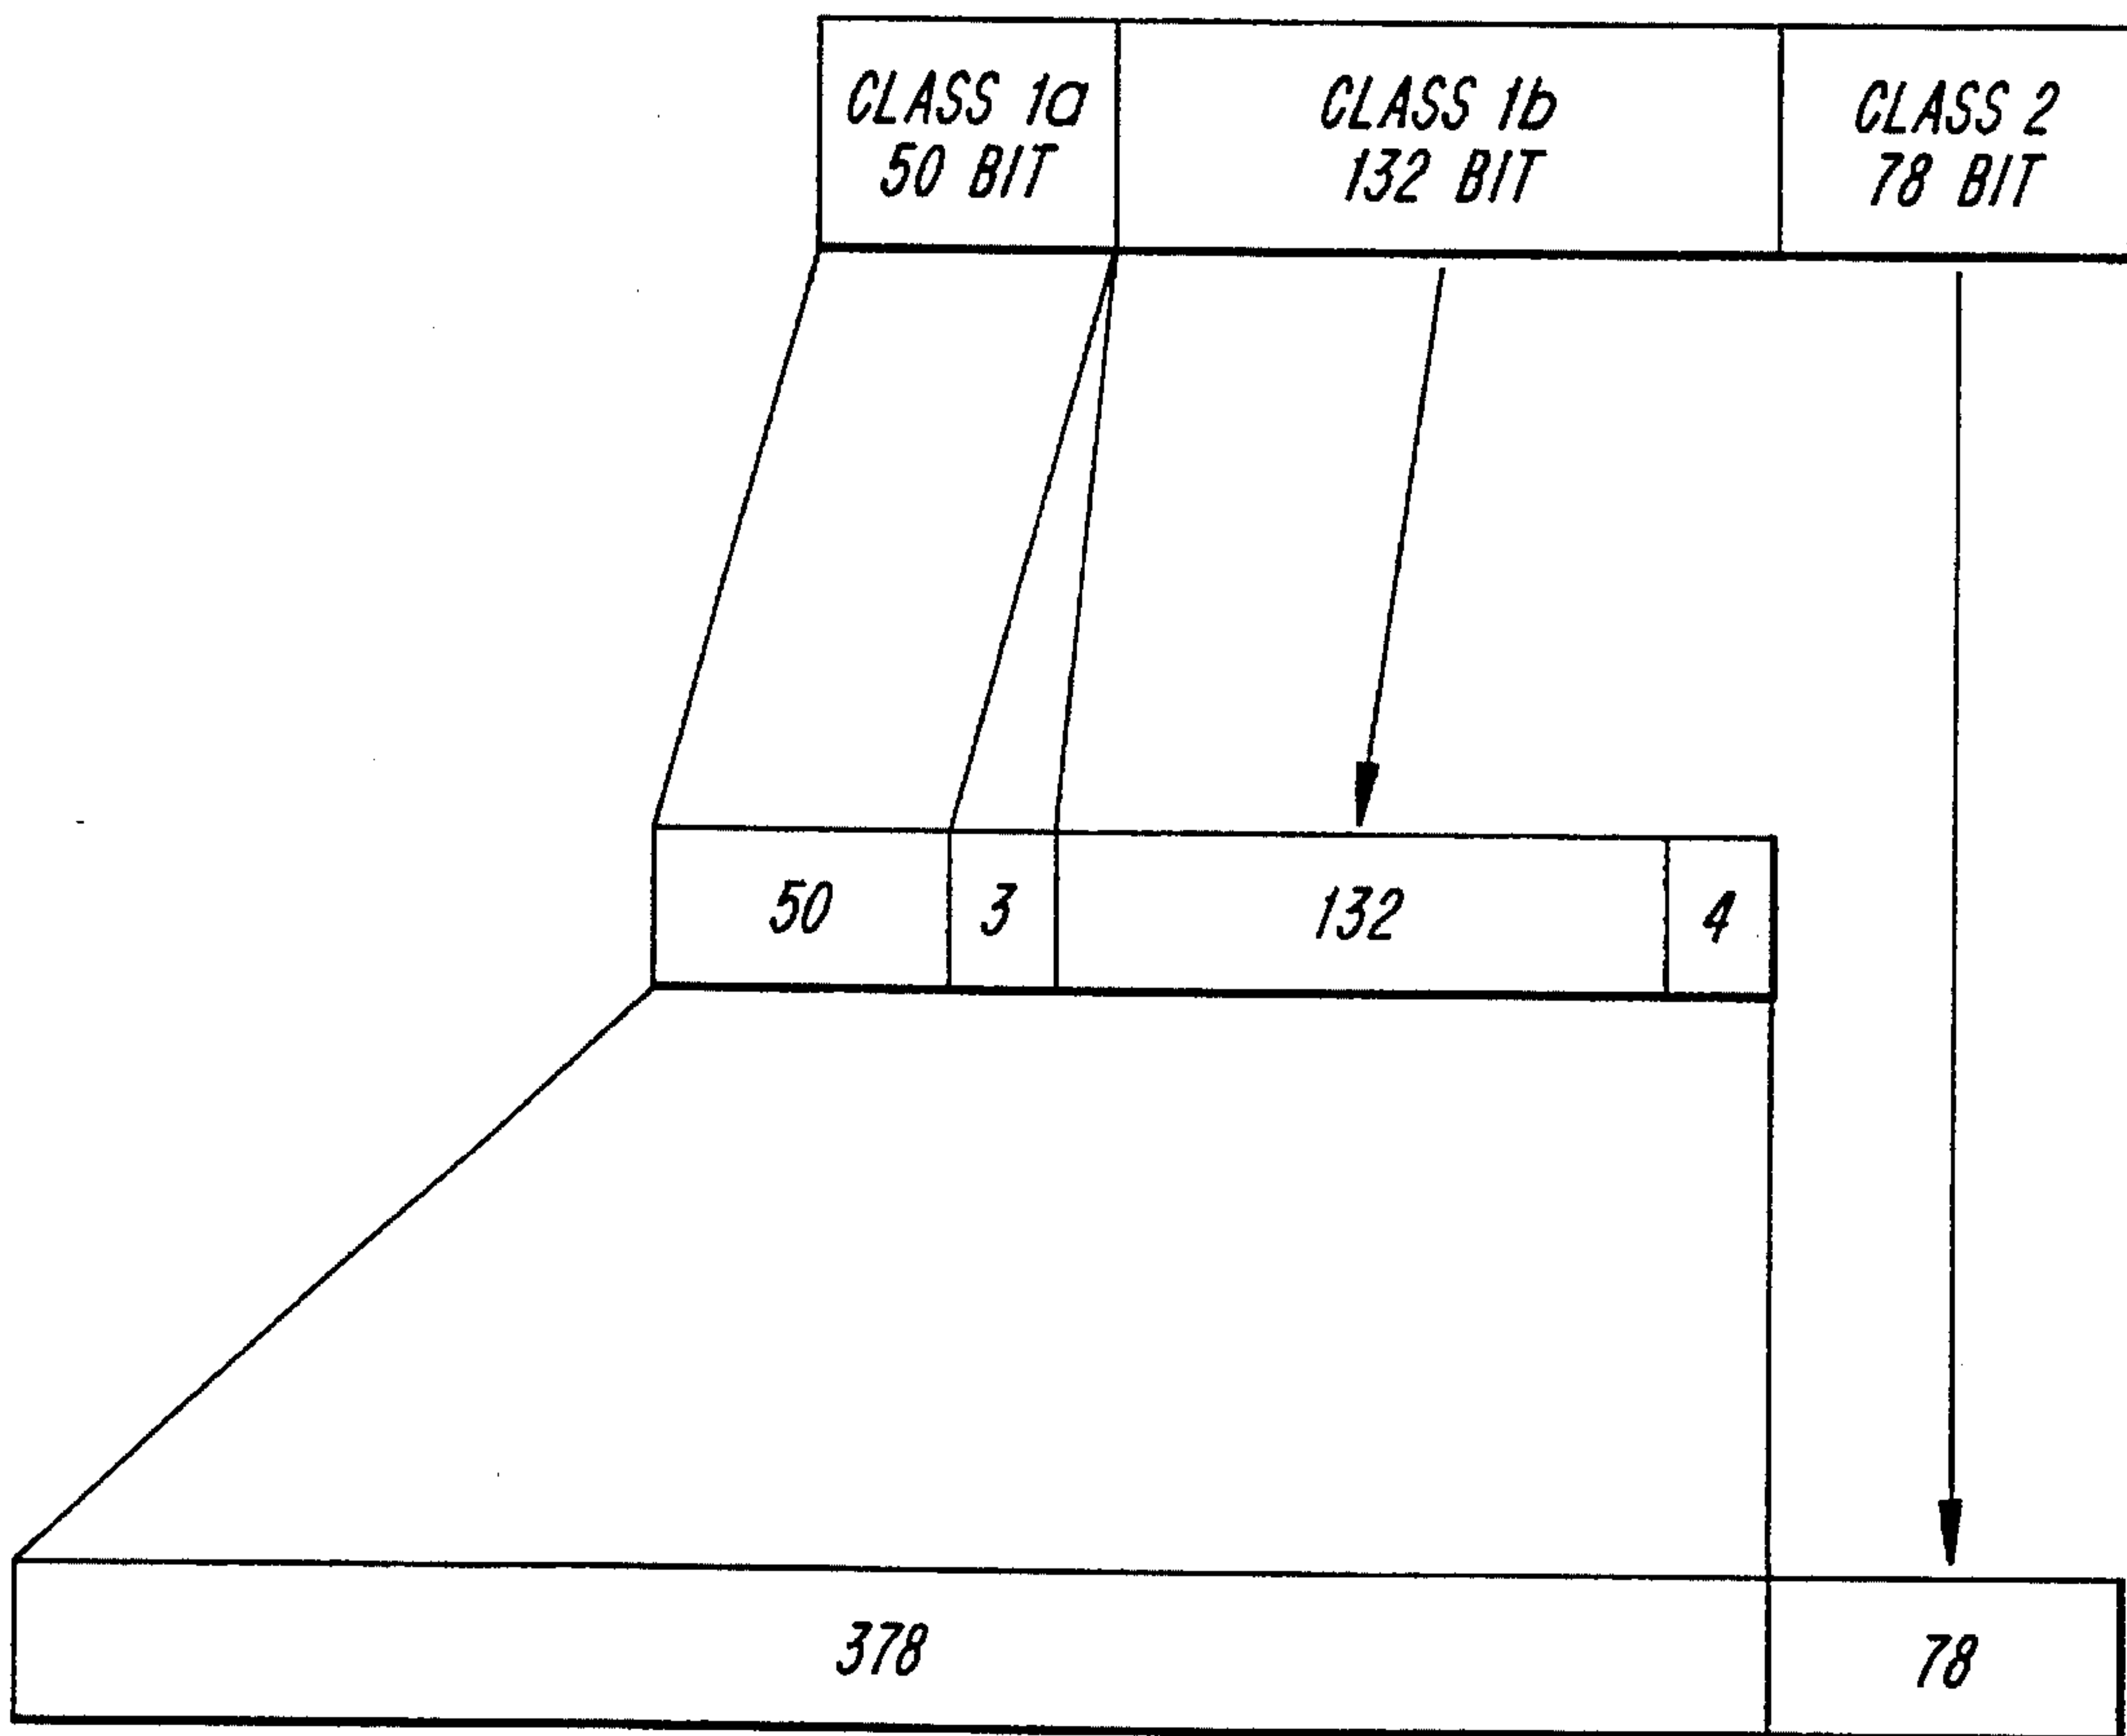 CLASS 1a
50 BIT
CLASS 1b
132 BIT
CLASS 2
78 BIT
50
3
132
4
378
78